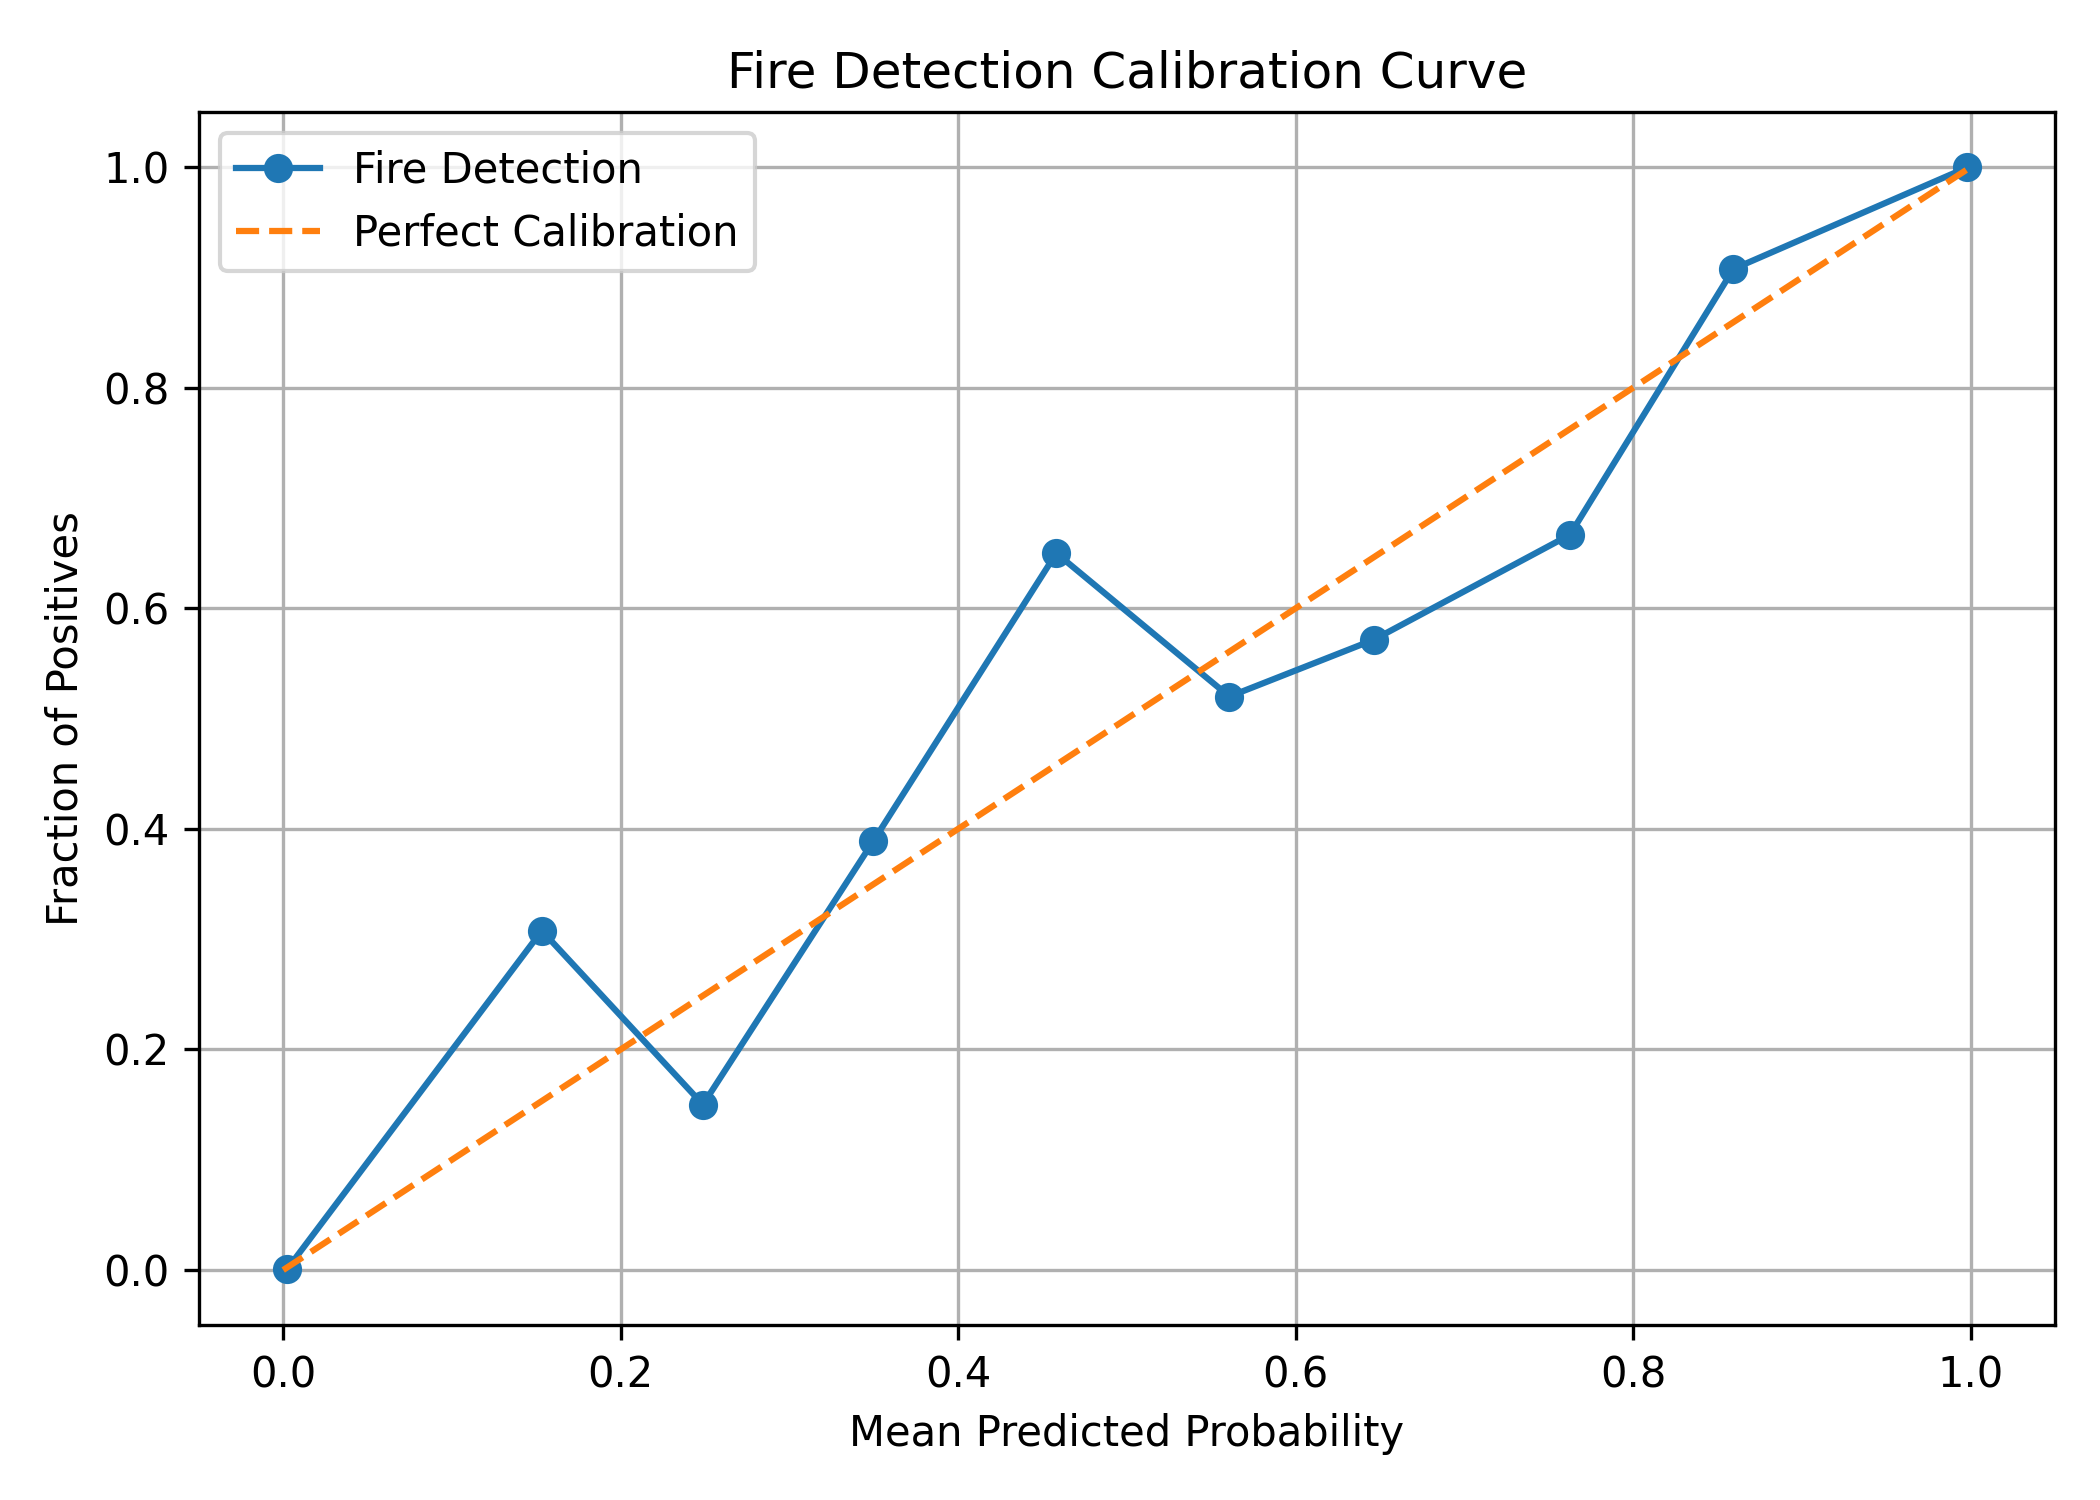 Fire Detection Calibration Curve
Fire Detection
Perfect Calibration
1.0
0.8
0.6
0.4
0.2
0.0
Fraction of Positives
0.0 0.2 0.4 0.6 0.8 1.0
Mean Predicted Probability